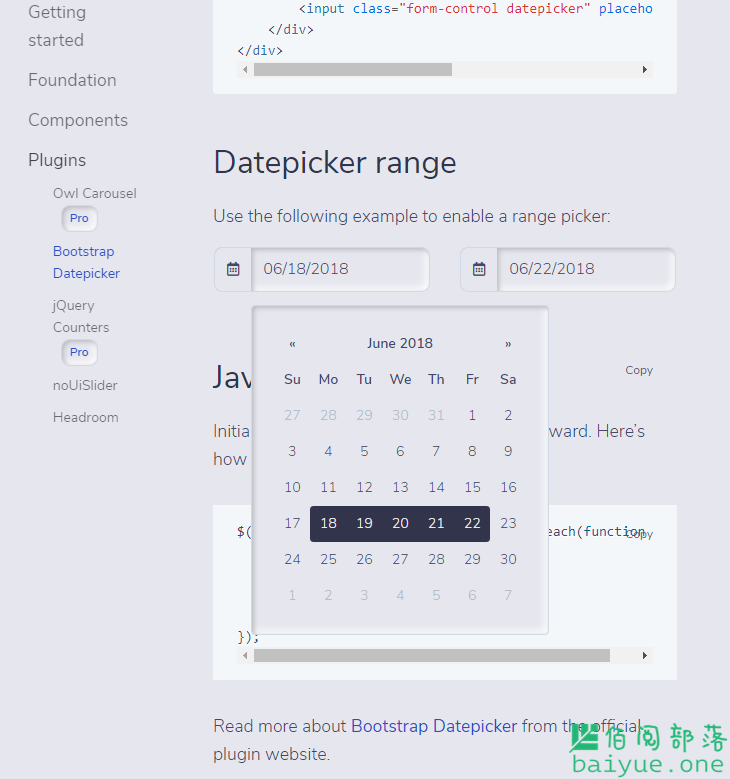 Getting
started
Foundation
Components
Plugins
Owl Carousel
Pro
Bootstrap
Datepicker
jQuery
Counters
Pro
noUiSlider
Headroom
<input class="form-control datepicker" placeho
</div>
</div>
Datepicker range
Use the following example to enable a range picker:
06/18/2018 06/22/2018
« June 2018 »
Su Mo Tu We Th Fr Sa
27 28 29 30 31 1 2
3 4 5 6 7 8 9
10 11 12 13 14 15 16
17 18 19 20 21 22 23
24 25 26 27 28 29 30
1 2 3 4 5 6 7
Jav
Copy
Initia ward. Here’s
how
$( each(function
Copy
});
Read more about Bootstrap Datepicker from the official
plugin website.
佰阅部落
baiyue.one